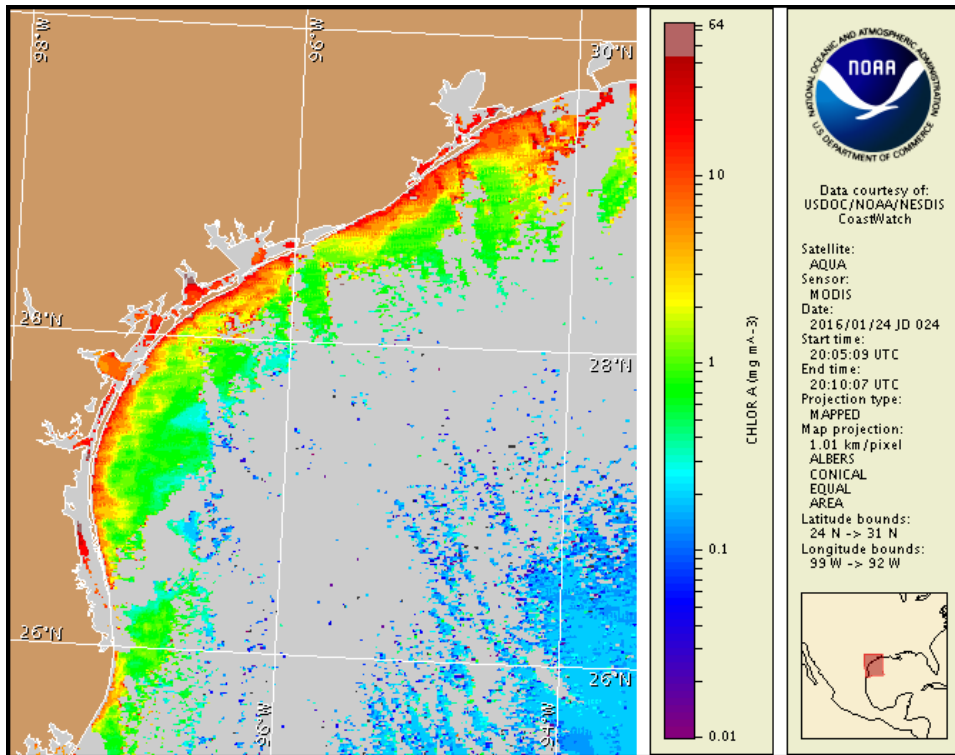 98°W
96°W
30°N
28°N
28°N
26°N
26°N
96°W
94°W
64
10
1
0.1
0.01
CHLOR A (mg m^-3)
NATIONAL OCEANIC AND ATMOSPHERIC ADMINISTRATION
NOAA
U.S. DEPARTMENT OF COMMERCE
Data courtesy of:
USDOC/NOAA/NESDIS
CoastWatch
Satellite:
AQUA
Sensor:
MODIS
Date:
2016/01/24 JD 024
Start time:
20:05:09 UTC
End time:
20:10:07 UTC
Projection type:
MAPPED
Map projection:
1.01 km/pixel
ALBERS
CONICAL
EQUAL
AREA
Latitude bounds:
24 N -> 31 N
Longitude bounds:
99 W -> 92 W